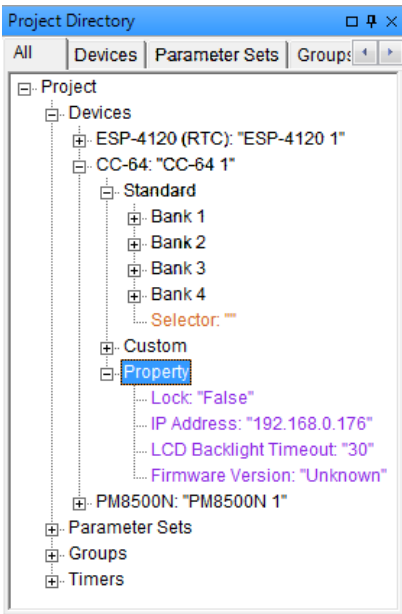 Project Directory
All Devices Parameter Sets Groups
Project
Devices
ESP-4120 (RTC): "ESP-4120 1"
CC-64: "CC-64 1"
Standard
Bank 1
Bank 2
Bank 3
Bank 4
Selector: ""
Custom
Property
Lock: "False"
IP Address: "192.168.0.176"
LCD Backlight Timeout: "30"
Firmware Version: "Unknown"
PM8500N: "PM8500N 1"
Parameter Sets
Groups
Timers